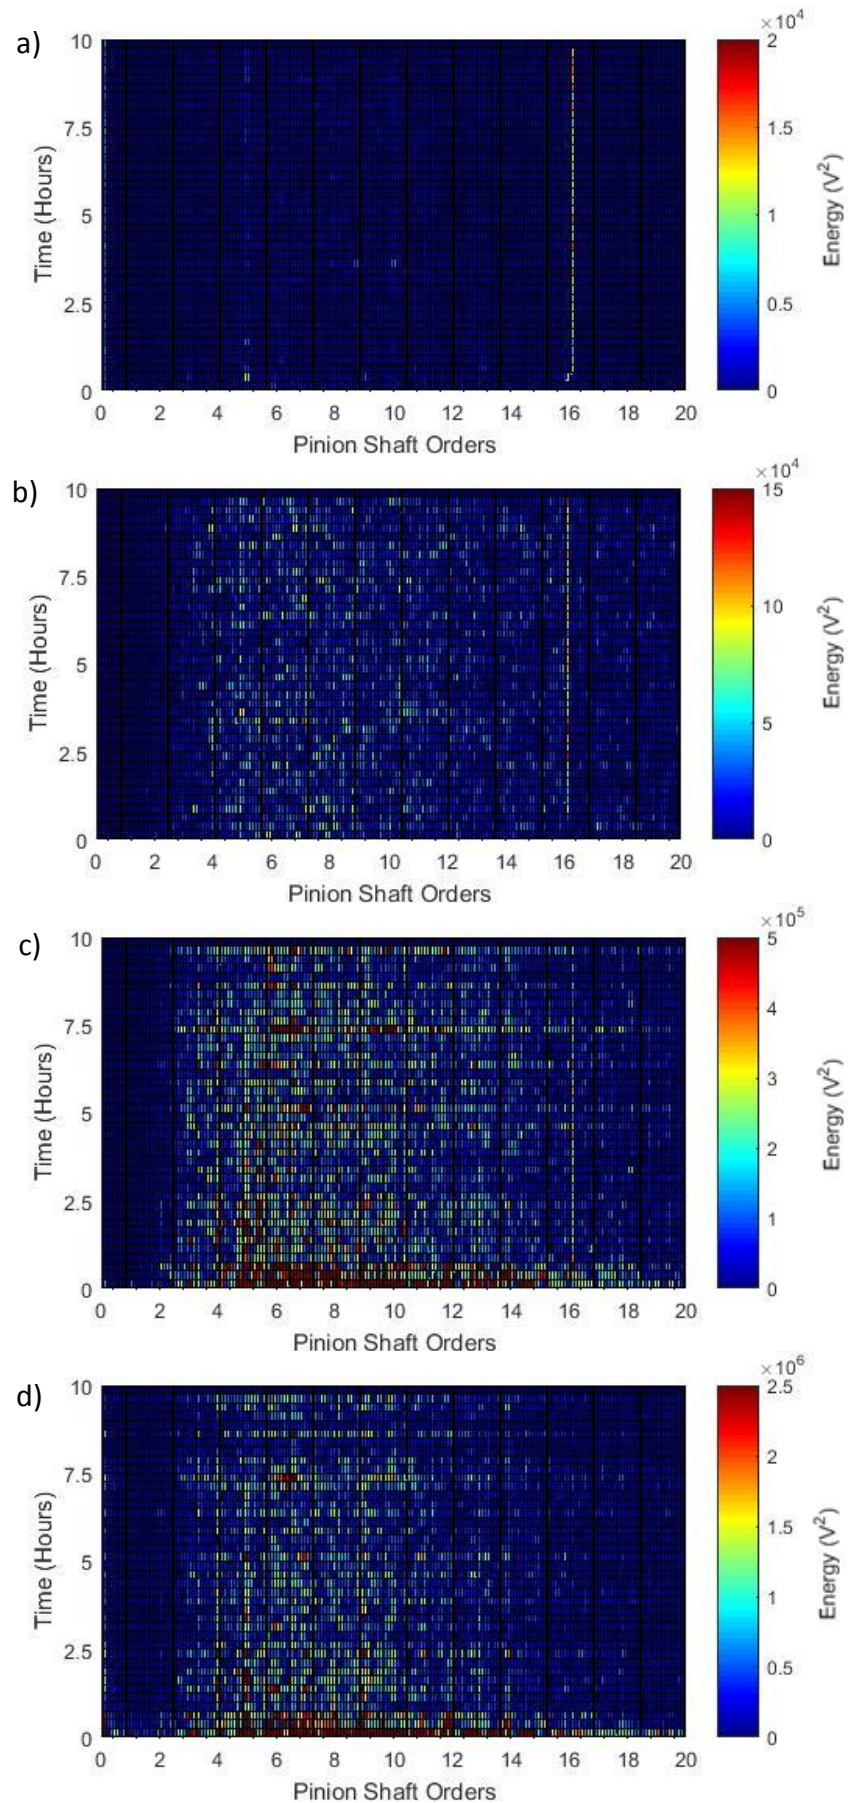 a)
×10⁴
10
7.5
5
2.5
0
Time (Hours)
0 2 4 6 8 10 12 14 16 18 20
Pinion Shaft Orders
2
1.5
1
0.5
0
Energy (V²)
b)
×10⁴
10
7.5
5
2.5
0
Time (Hours)
0 2 4 6 8 10 12 14 16 18 20
Pinion Shaft Orders
15
10
5
0
Energy (V²)
c)
×10⁵
10
7.5
5
2.5
0
Time (Hours)
0 2 4 6 8 10 12 14 16 18 20
Pinion Shaft Orders
5
4
3
2
1
0
Energy (V²)
d)
×10⁶
10
7.5
5
2.5
0
Time (Hours)
0 2 4 6 8 10 12 14 16 18 20
Pinion Shaft Orders
2.5
2
1.5
1
0.5
0
Energy (V²)